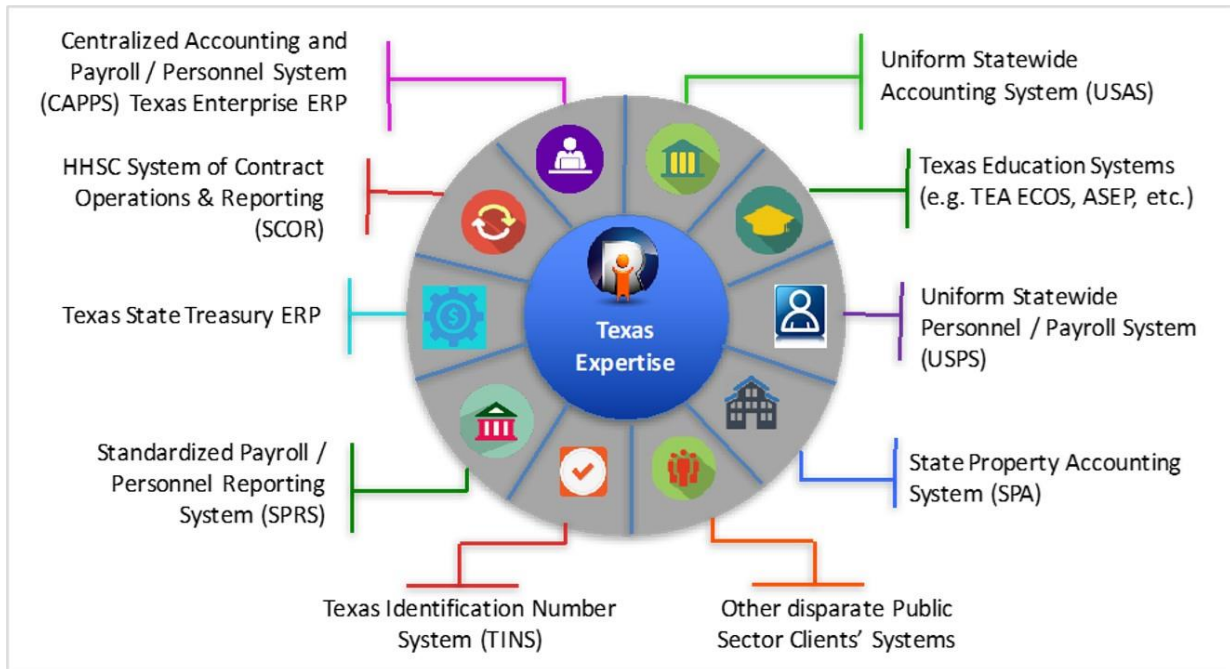 Centralized Accounting and
Payroll / Personnel System
(CAPPS) Texas Enterprise ERP
Uniform Statewide
Accounting System (USAS)
HHSC System of Contract
Operations & Reporting
(SCOR)
Texas Education Systems
(e.g. TEA ECOS, ASEP, etc.)
R
Texas
Expertise
$
Texas State Treasury ERP
Uniform Statewide
Personnel / Payroll System
(USPS)
Standardized Payroll /
Personnel Reporting
System (SPRS)
State Property Accounting
System (SPA)
Texas Identification Number
System (TINS)
Other disparate Public
Sector Clients’ Systems